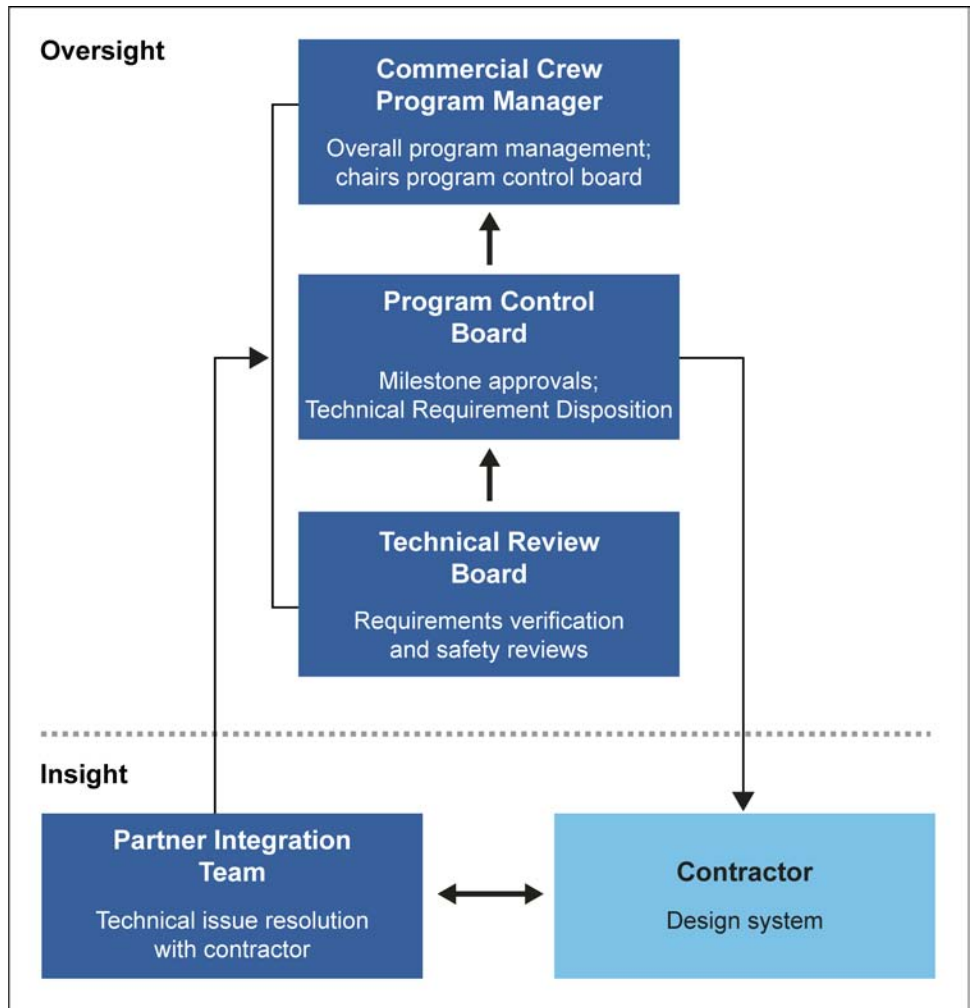 Oversight
Commercial Crew
Program Manager
Overall program management;
chairs program control board
Program Control
Board
Milestone approvals;
Technical Requirement Disposition
Technical Review
Board
Requirements verification
and safety reviews
Insight
Partner Integration
Team
Technical issue resolution
with contractor
Contractor
Design system